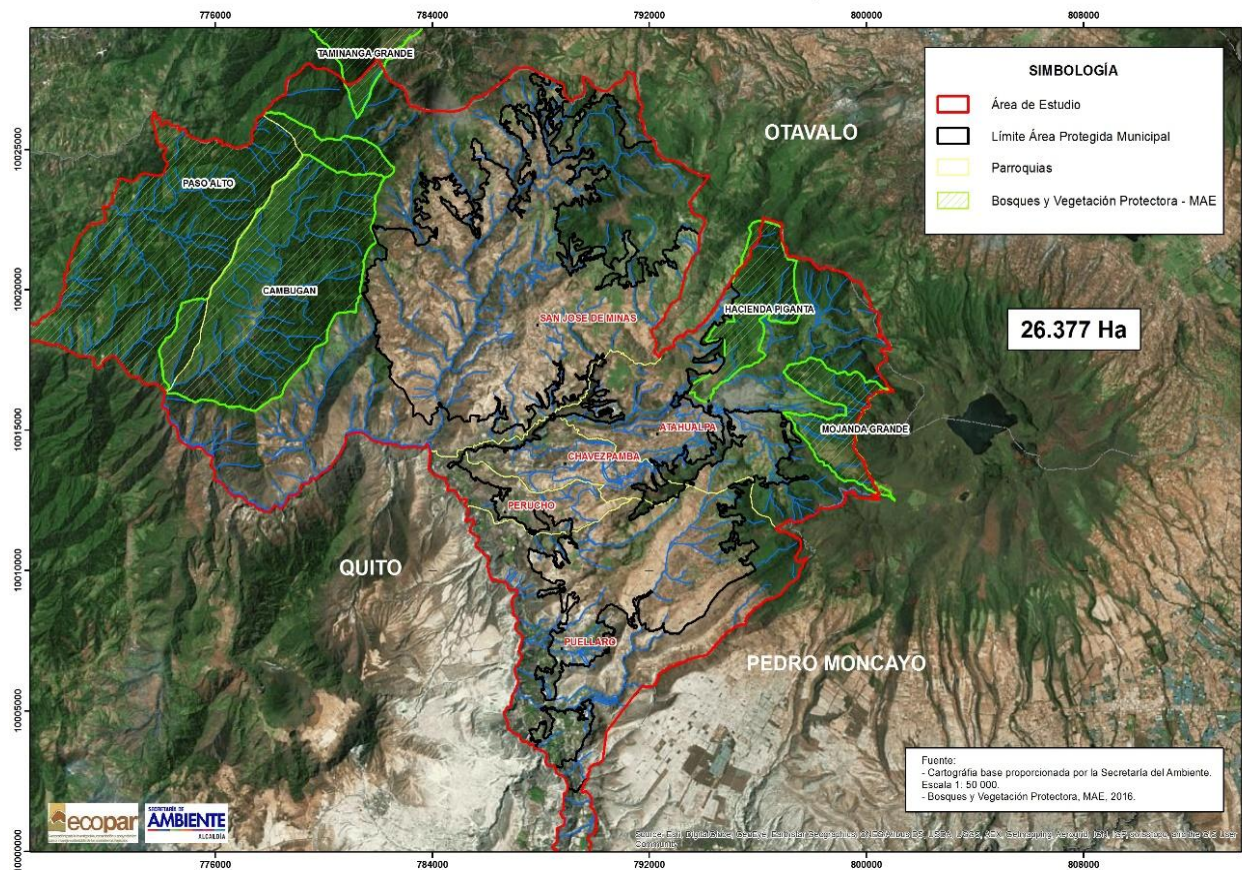 776000
784000
792000
800000
808000
TAMINANGA GRANDE
SIMBOLOGÍA
Área de Estudio
Límite Área Protegida Municipal
Parroquias
Bosques y Vegetación Protectora - MAE
OTAVALO
10025000
PASO ALTO
10020000
CAMBUGAN
HACIENDA PIGANTA
SAN JOSE DE MINAS
26.377 Ha
10015000
ATAHUALPA
MOJANDA GRANDE
CHAVEZPAMBA
PERUCHO
10010000
QUITO
PUELLARO
PEDRO MONCAYO
10005000
Fuente:
- Cartográfia base proporcionada por la Secretaría del Ambiente.
Escala 1: 50 000.
- Bosques y Vegetación Protectora, MAE, 2016.
ecopar
SECRETARÍA DE
AMBIENTE
ALCALDÍA
10000000
776000
784000
792000
800000
808000